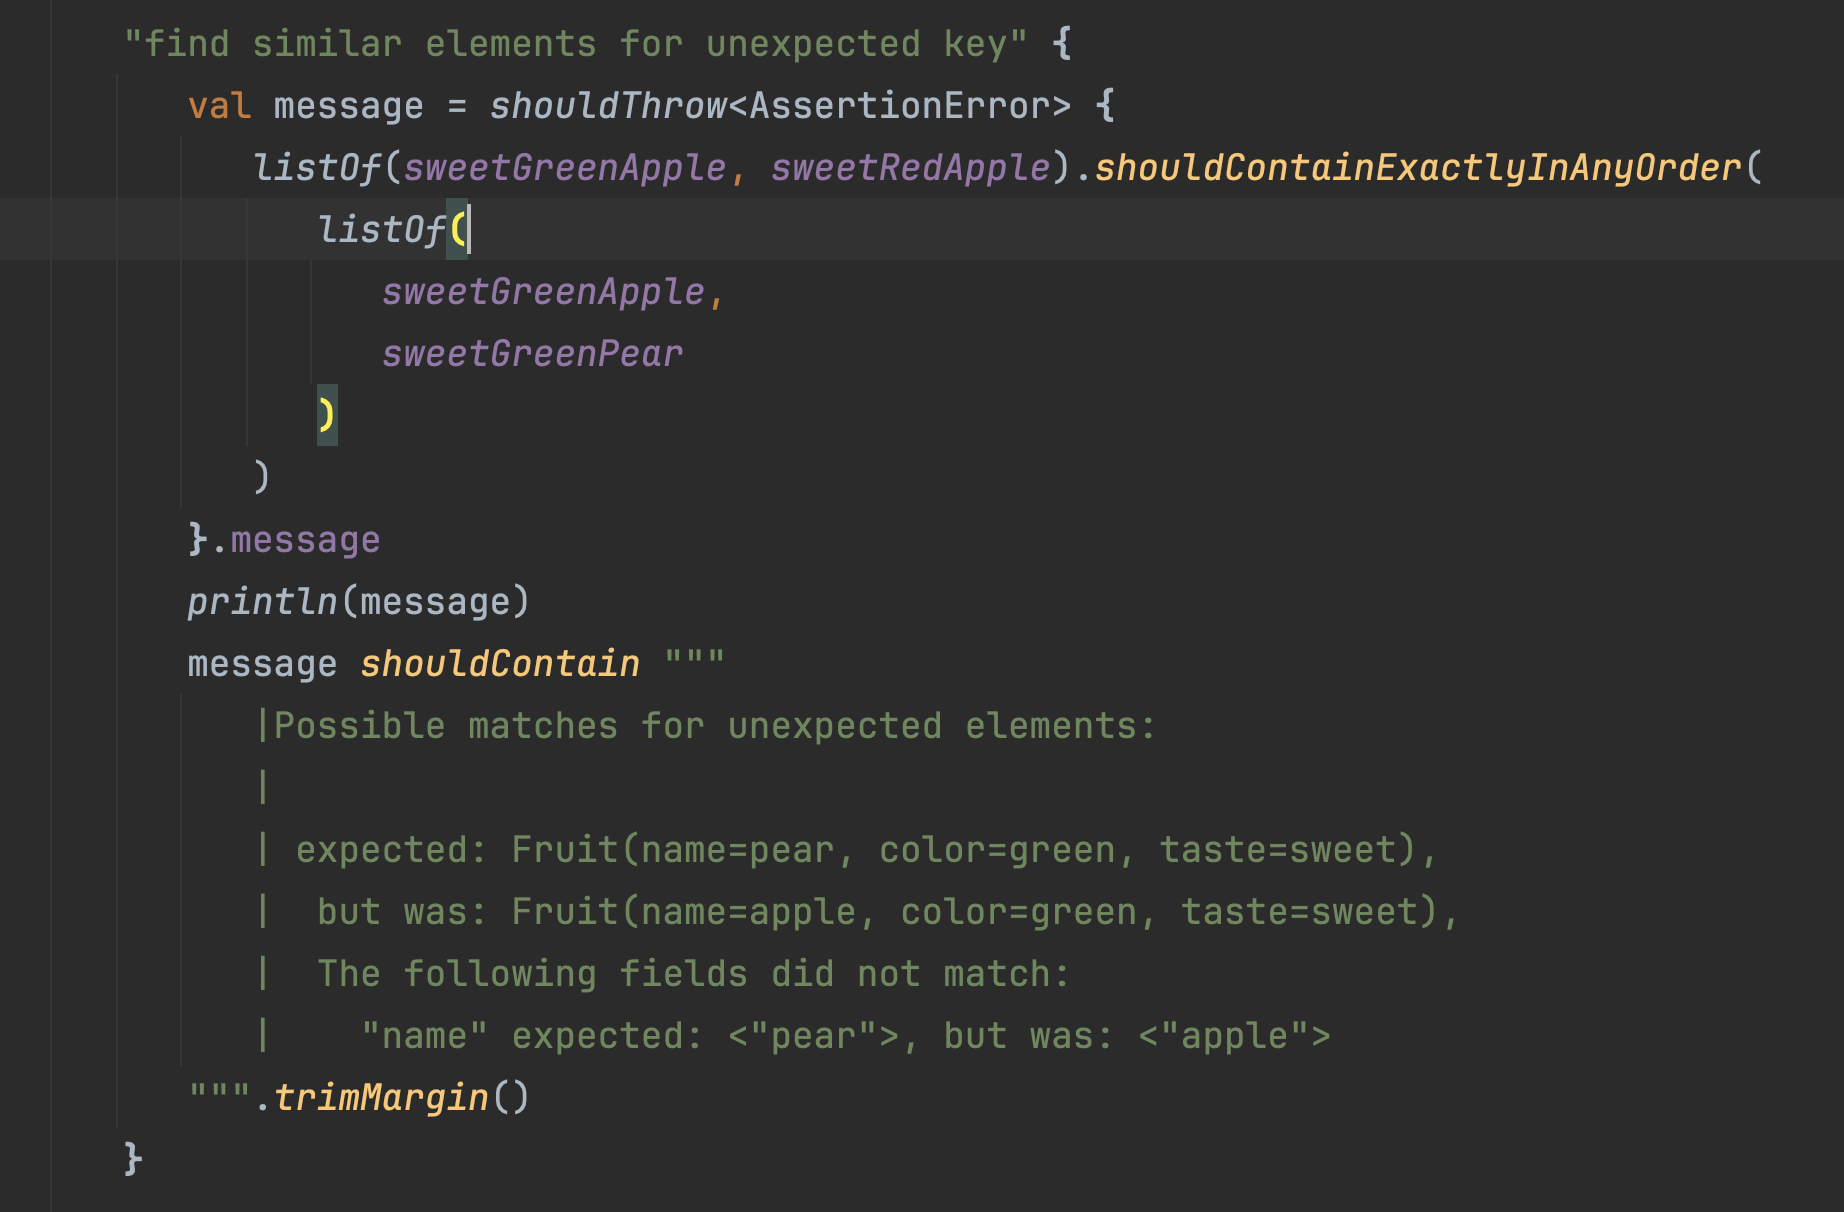 "find similar elements for unexpected key" {
val message = shouldThrow<AssertionError> {
listOf(sweetGreenApple, sweetRedApple).shouldContainExactlyInAnyOrder(
listOf(
sweetGreenApple,
sweetGreenPear
)
)
}.message
println(message)
message shouldContain """
|Possible matches for unexpected elements:
|
| expected: Fruit(name=pear, color=green, taste=sweet),
|  but was: Fruit(name=apple, color=green, taste=sweet),
|  The following fields did not match:
|    "name" expected: <"pear">, but was: <"apple">
""".trimMargin()
}